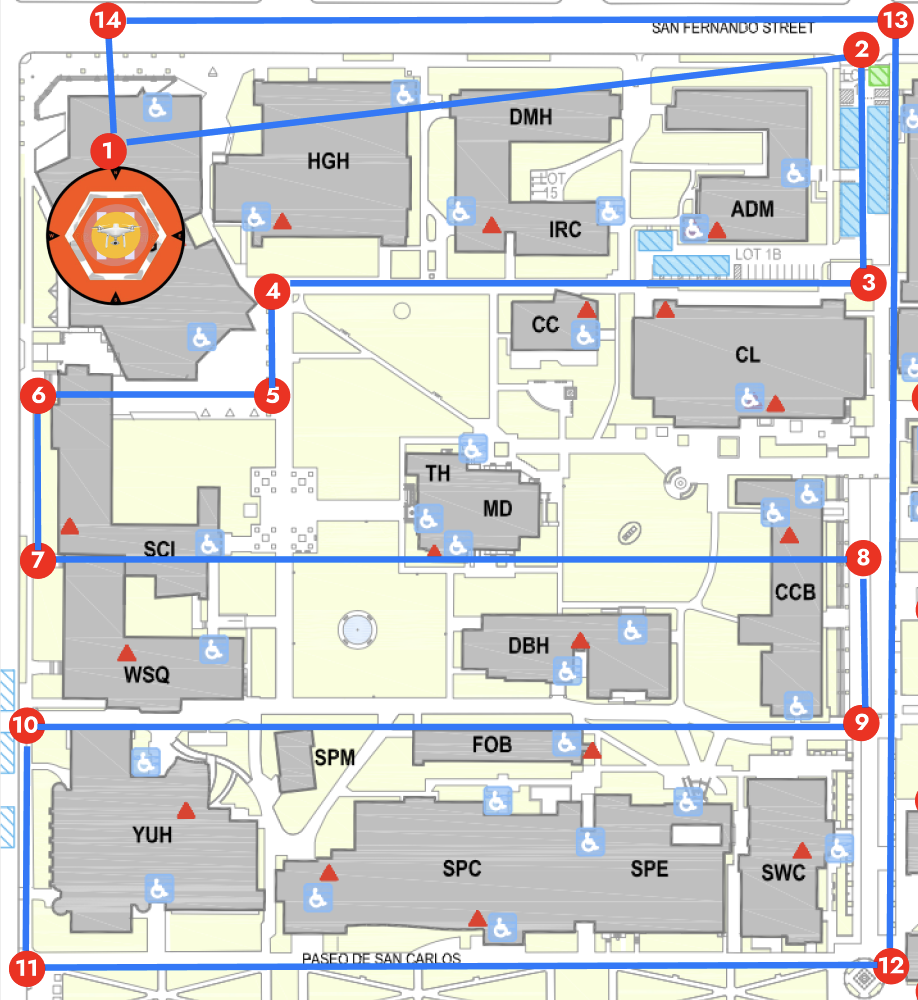 14
13
SAN FERNANDO STREET
2
1
DMH
HGH
LOT
15
ADM
IRC
LOT 1B
3
4
CC
CL
6
5
TH
MD
SCI
7
8
CCB
DBH
WSQ
10
9
FOB
SPM
YUH
SPC
SPE
SWC
PASEO DE SAN CARLOS
11
12